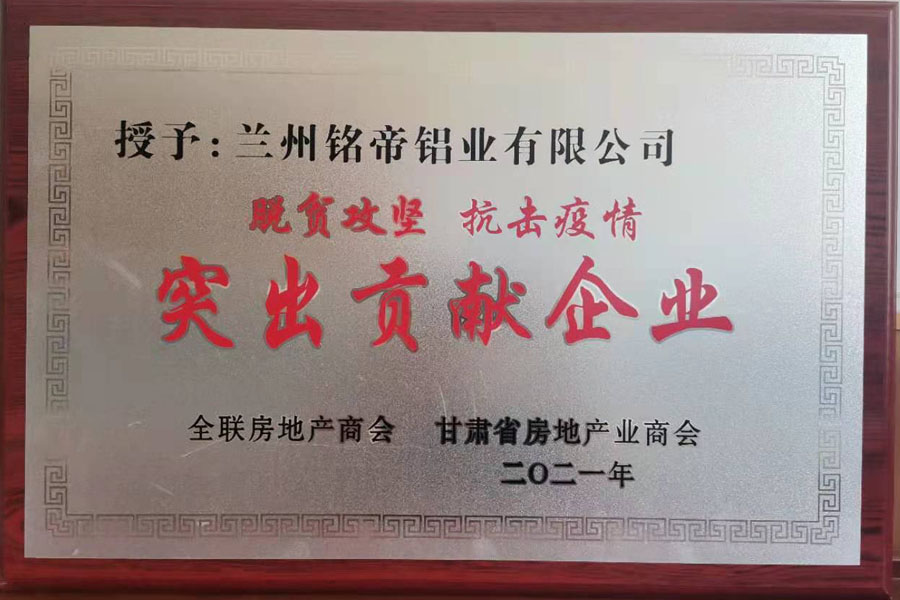 授予:兰州铭帝铝业有限公司
脱贫攻坚 抗击疫情
突出贡献企业
全联房地产商会 甘肃省房地产业商会
二〇二一年